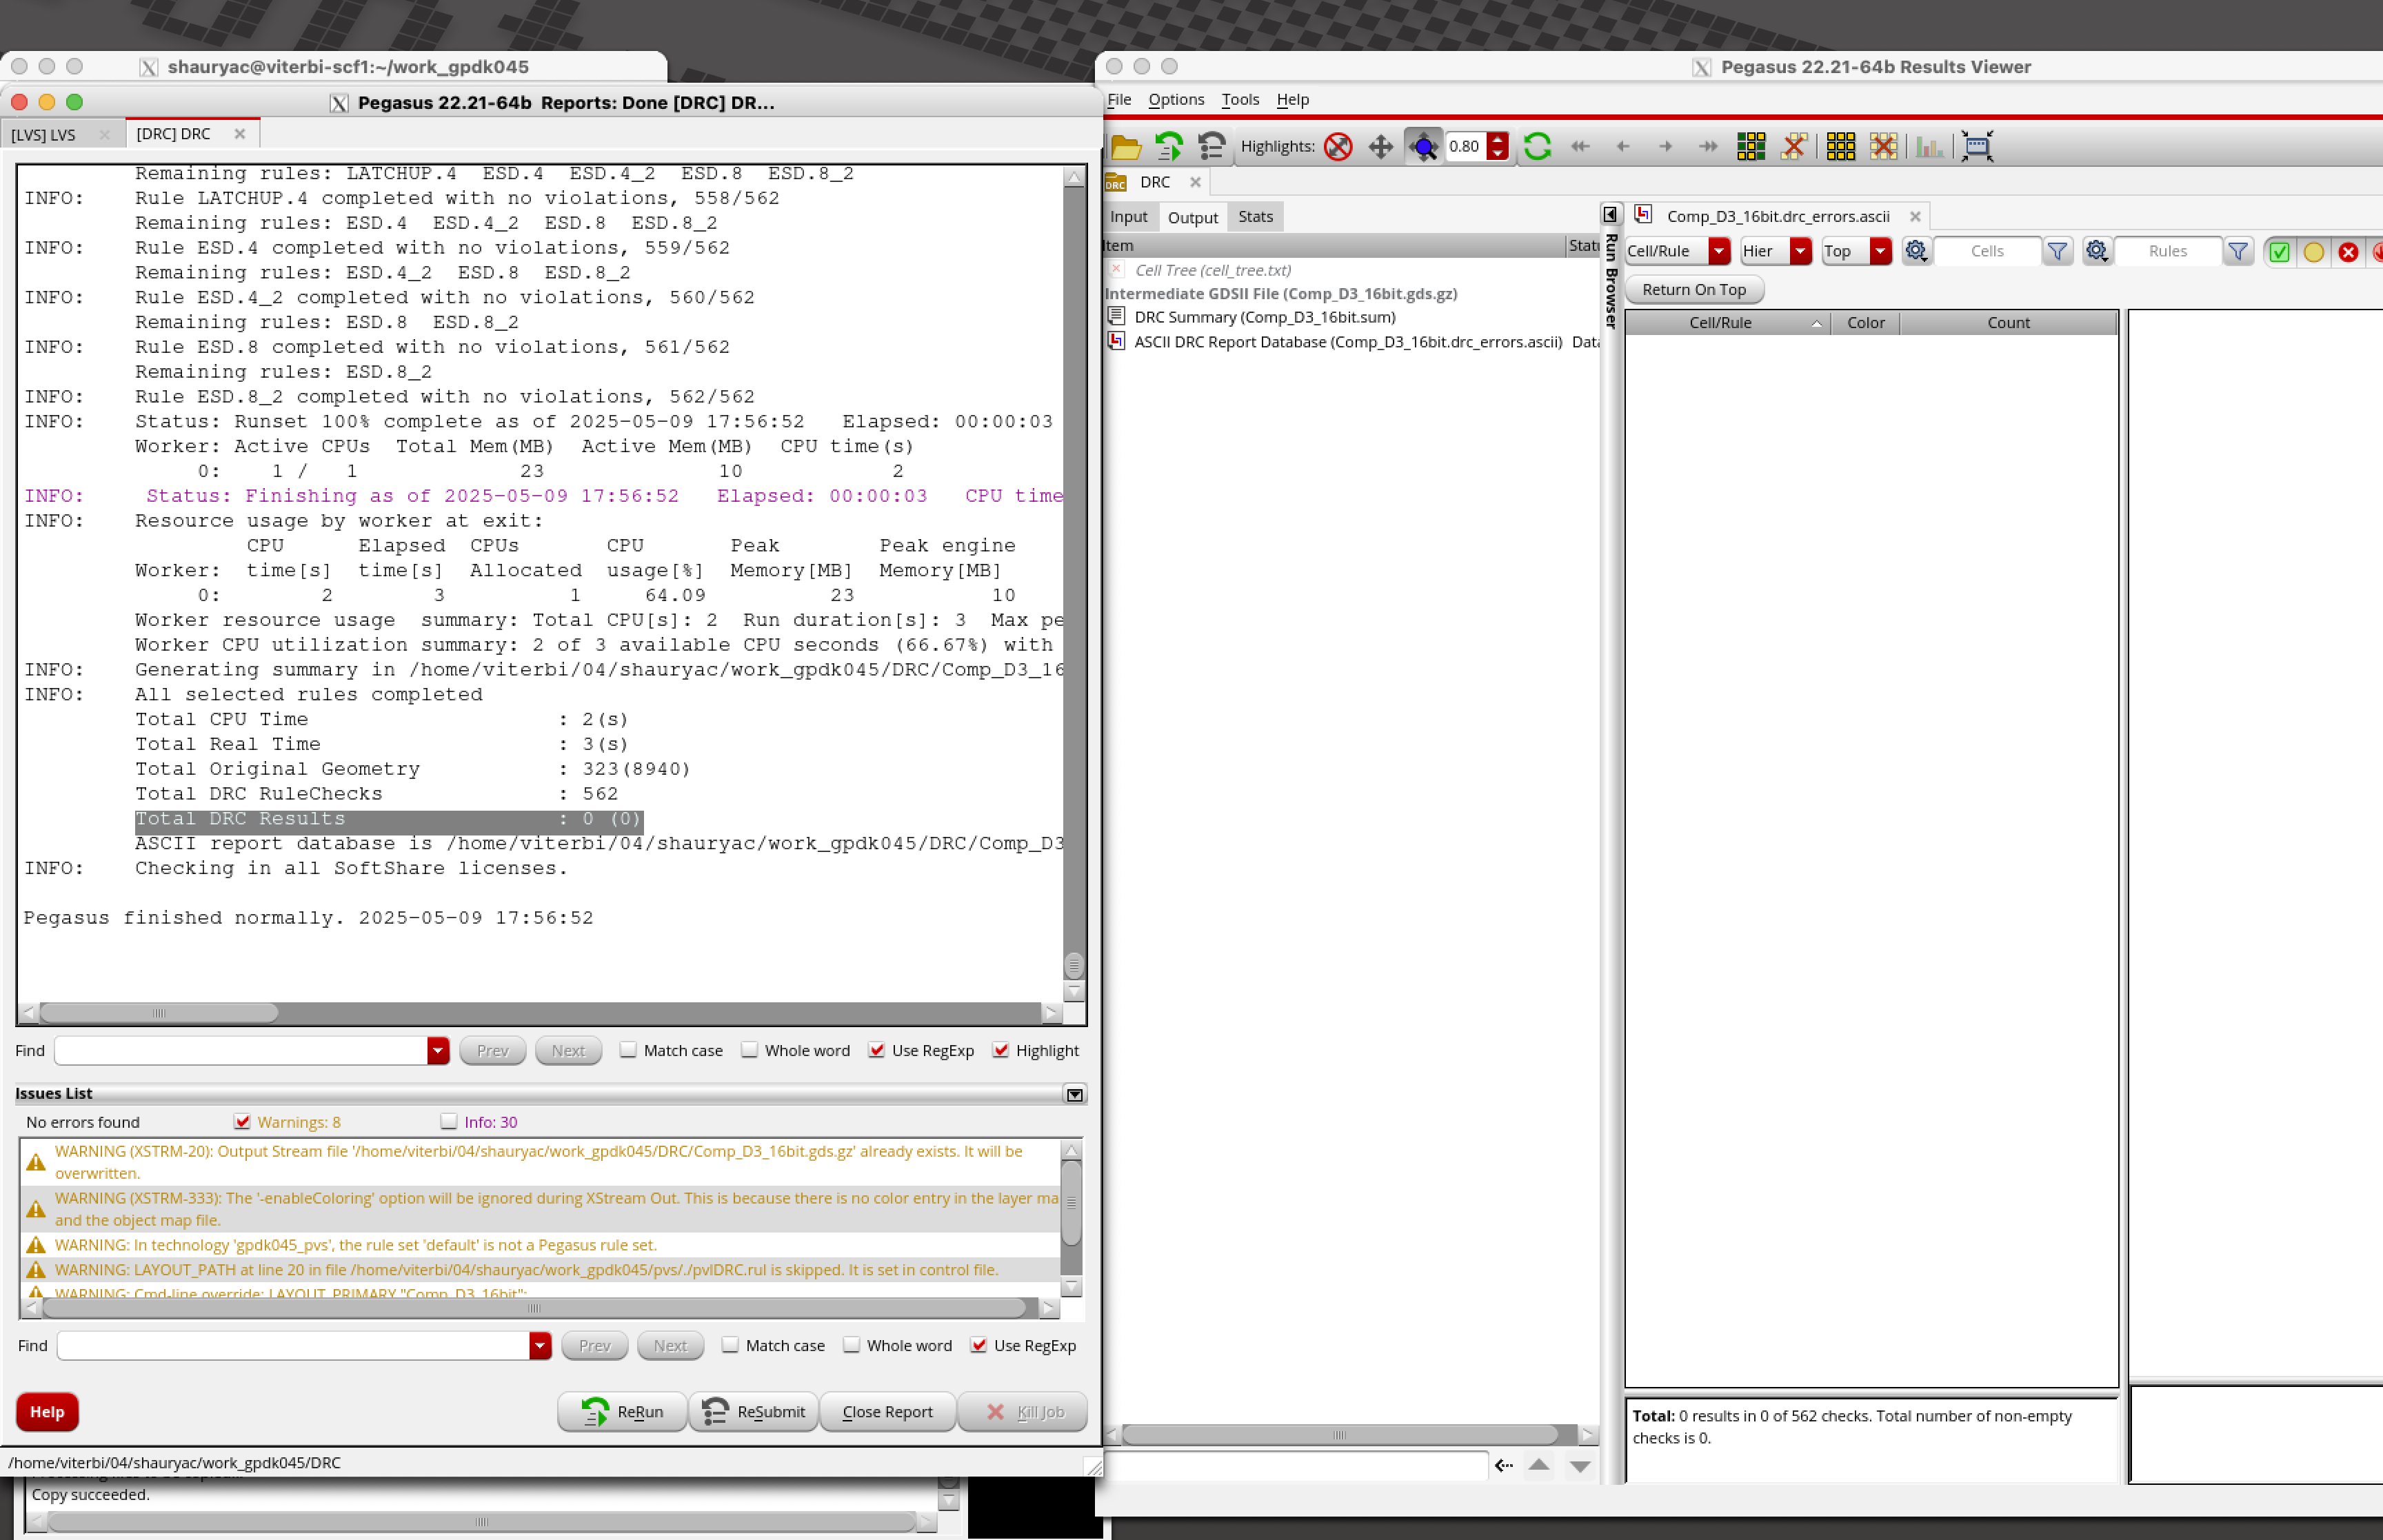 shauryac@viterbi-scf1:~/work_gpdk045
Pegasus 22.21-64b Reports: Done [DRC] DR...
[LVS] LVS
[DRC] DRC
Remaining rules: LATCHUP.4 ESD.4 ESD.4_2 ESD.8 ESD.8_2
INFO: Rule LATCHUP.4 completed with no violations, 558/562
Remaining rules: ESD.4 ESD.4_2 ESD.8 ESD.8_2
INFO: Rule ESD.4 completed with no violations, 559/562
Remaining rules: ESD.4_2 ESD.8 ESD.8_2
INFO: Rule ESD.4_2 completed with no violations, 560/562
Remaining rules: ESD.8 ESD.8_2
INFO: Rule ESD.8 completed with no violations, 561/562
Remaining rules: ESD.8_2
INFO: Rule ESD.8_2 completed with no violations, 562/562
INFO: Status: Runset 100% complete as of 2025-05-09 17:56:52 Elapsed: 00:00:03
Worker: Active CPUs Total Mem(MB) Active Mem(MB) CPU time(s)
0: 1 / 1 23 10 2
INFO: Status: Finishing as of 2025-05-09 17:56:52 Elapsed: 00:00:03 CPU time
INFO: Resource usage by worker at exit:
CPU Elapsed CPUs CPU Peak Peak engine
Worker: time[s] time[s] Allocated usage[%] Memory[MB] Memory[MB]
0: 2 3 1 64.09 23 10
Worker resource usage summary: Total CPU[s]: 2 Run duration[s]: 3 Max pe
Worker CPU utilization summary: 2 of 3 available CPU seconds (66.67%) with
INFO: Generating summary in /home/viterbi/04/shauryac/work_gpdk045/DRC/Comp_D3_16
INFO: All selected rules completed
Total CPU Time : 2(s)
Total Real Time : 3(s)
Total Original Geometry : 323(8940)
Total DRC RuleChecks : 562
Total DRC Results : 0 (0)
ASCII report database is /home/viterbi/04/shauryac/work_gpdk045/DRC/Comp_D3
INFO: Checking in all SoftShare licenses.
Pegasus finished normally. 2025-05-09 17:56:52
Find Prev Next Match case Whole word Use RegExp Highlight
Issues List
No errors found Warnings: 8 Info: 30
WARNING (XSTRM-20): Output Stream file '/home/viterbi/04/shauryac/work_gpdk045/DRC/Comp_D3_16bit.gds.gz' already exists. It will be
overwritten.
WARNING (XSTRM-333): The '-enableColoring' option will be ignored during XStream Out. This is because there is no color entry in the layer ma
and the object map file.
WARNING: In technology 'gpdk045_pvs', the rule set 'default' is not a Pegasus rule set.
WARNING: LAYOUT_PATH at line 20 in file /home/viterbi/04/shauryac/work_gpdk045/pvs/./pvlDRC.rul is skipped. It is set in control file.
WARNING: Cmd-line override: LAYOUT_PRIMARY "Comp_D3_16bit";
Find Prev Next Match case Whole word Use RegExp
Help ReRun ReSubmit Close Report Kill Job
/home/viterbi/04/shauryac/work_gpdk045/DRC
Copy succeeded.
Pegasus 22.21-64b Results Viewer
File Options Tools Help
Highlights: 0.80
DRC DRC
Input Output Stats
Item Statu
Cell Tree (cell_tree.txt)
Intermediate GDSII File (Comp_D3_16bit.gds.gz)
DRC Summary (Comp_D3_16bit.sum)
ASCII DRC Report Database (Comp_D3_16bit.drc_errors.ascii) Data
Run Browser
Comp_D3_16bit.drc_errors.ascii
Cell/Rule Hier Top Cells Rules
Return On Top
Cell/Rule Color Count
Total: 0 results in 0 of 562 checks. Total number of non-empty
checks is 0.